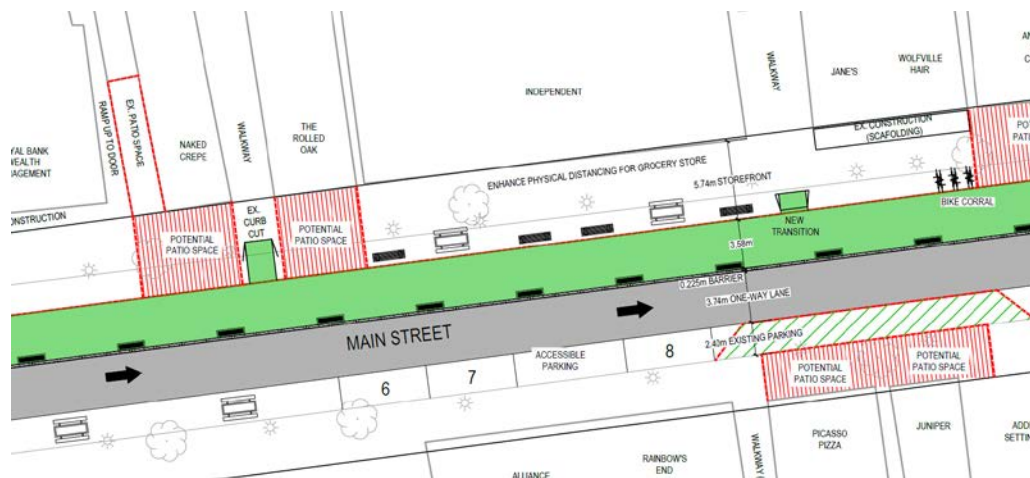 RAMP UP TO DOOR
EX. PATIO SPACE
NAKED
CREPE
WALKWAY
THE
ROLLED
OAK
INDEPENDENT
WALKWAY
JANE'S
WOLFVILLE
HAIR
YAL BANK
WEALTH
AGEMENT
ONSTRUCTION
EX. CONSTRUCTION
(SCAFOLDING)
ENHANCE PHYSICAL DISTANCING FOR GROCERY STORE
5.74m STOREFRONT
POTENTIAL
PATIO SPACE
EX.
CURB
CUT
POTENTIAL
PATIO SPACE
NEW
TRANSITION
BIKE CORRAL
3.58m
0.225m BARRIER
3.74m ONE-WAY LANE
MAIN STREET
2.40m EXISTING PARKING
6
7
ACCESSIBLE
PARKING
8
POTENTIAL
PATIO SPACE
POTENTIAL
PATIO SPACE
ALLIANCE
RAINBOW'S
END
WALKWAY
PICASSO
PIZZA
JUNIPER
ADD
SETTIN